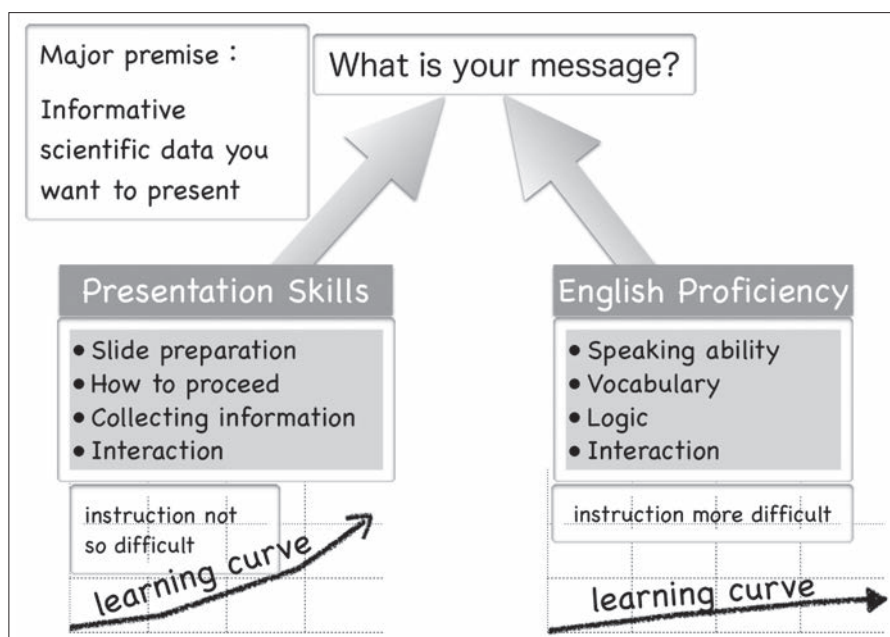 Major premise :
Informative
scientific data you
want to present
What is your message?
Presentation Skills
• Slide preparation
• How to proceed
• Collecting information
• Interaction
instruction not
so difficult
learning curve
English Proficiency
• Speaking ability
• Vocabulary
• Logic
• Interaction
instruction more difficult
learning curve